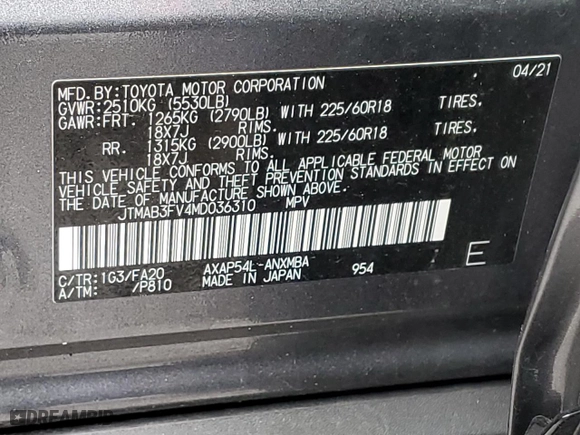 MFD.BY:TOYOTA MOTOR CORPORATION 04/21
GVWR:2510KG (5530LB)
GAWR:FRT. 1265KG (2790LB) WITH 225/60R18 TIRES.
18X7J RIMS.
RR. 1315KG (2900LB) WITH 225/60R18 TIRES.
18X7J RIMS.
THIS VEHICLE CONFORMS TO ALL APPLICABLE FEDERAL MOTOR
VEHICLE SAFETY AND THEFT PREVENTION STANDARDS IN EFFECT ON
THE DATE OF MANUFACTURE SHOWN ABOVE.
JTMAB3FV4MD036310 MPV
C/TR:1G3/FA20 AXAP54L-ANXMBA 954 E
A/TM: /P810 MADE IN JAPAN
DREAMBID